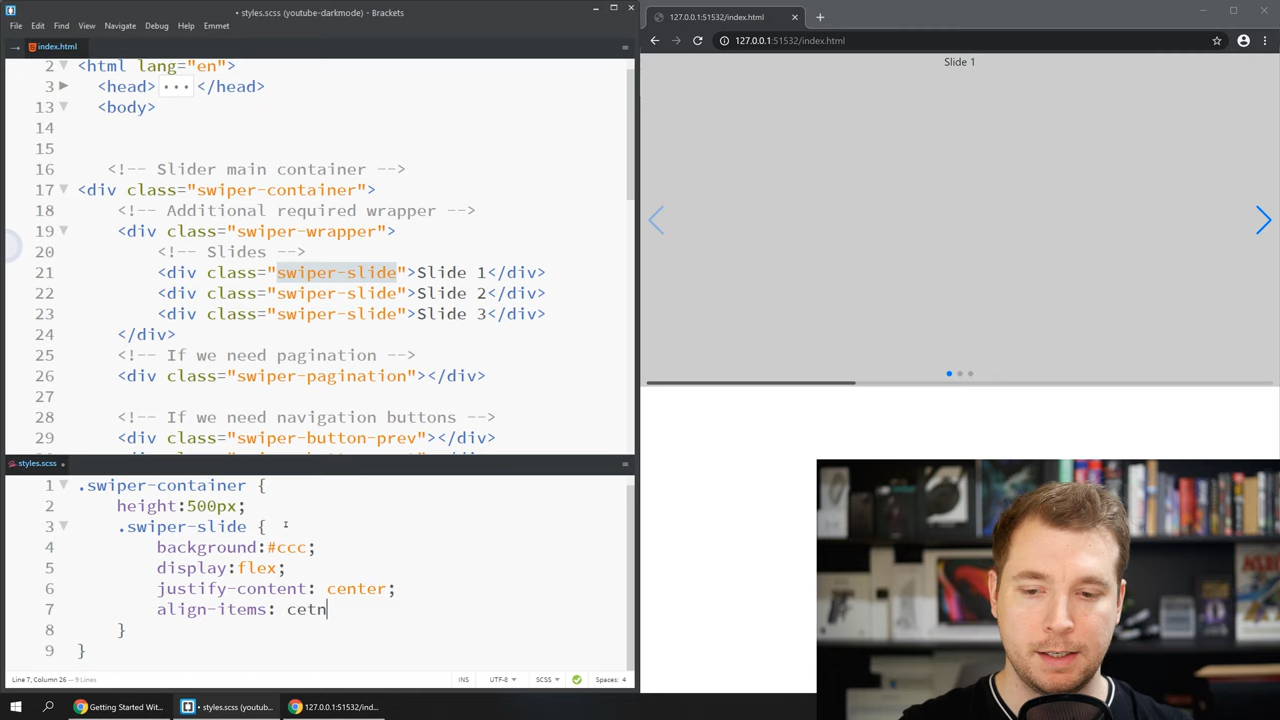 • styles.scss (youtube-darkmode) - Brackets
File Edit Find View Navigate Debug Help Emmet
index.html
2 <html lang="en">
3 <head> ··· </head>
13 <body>
14
15
16 <!-- Slider main container -->
17 <div class="swiper-container">
18 <!-- Additional required wrapper -->
19 <div class="swiper-wrapper">
20 <!-- Slides -->
21 <div class="swiper-slide">Slide 1</div>
22 <div class="swiper-slide">Slide 2</div>
23 <div class="swiper-slide">Slide 3</div>
24 </div>
25 <!-- If we need pagination -->
26 <div class="swiper-pagination"></div>
27
28 <!-- If we need navigation buttons -->
29 <div class="swiper-button-prev"></div>
styles.scss •
1 .swiper-container {
2 height:500px;
3 .swiper-slide {
4 background:#ccc;
5 display:flex;
6 justify-content: center;
7 align-items: cetn
8 }
9 }
Line 7, Column 26 — 9 Lines
INS UTF-8 SCSS Spaces: 4
127.0.0.1:51532/index.html
127.0.0.1:51532/index.html
Slide 1
Getting Started Wit...
• styles.scss (youtub...
127.0.0.1:51532/ind...